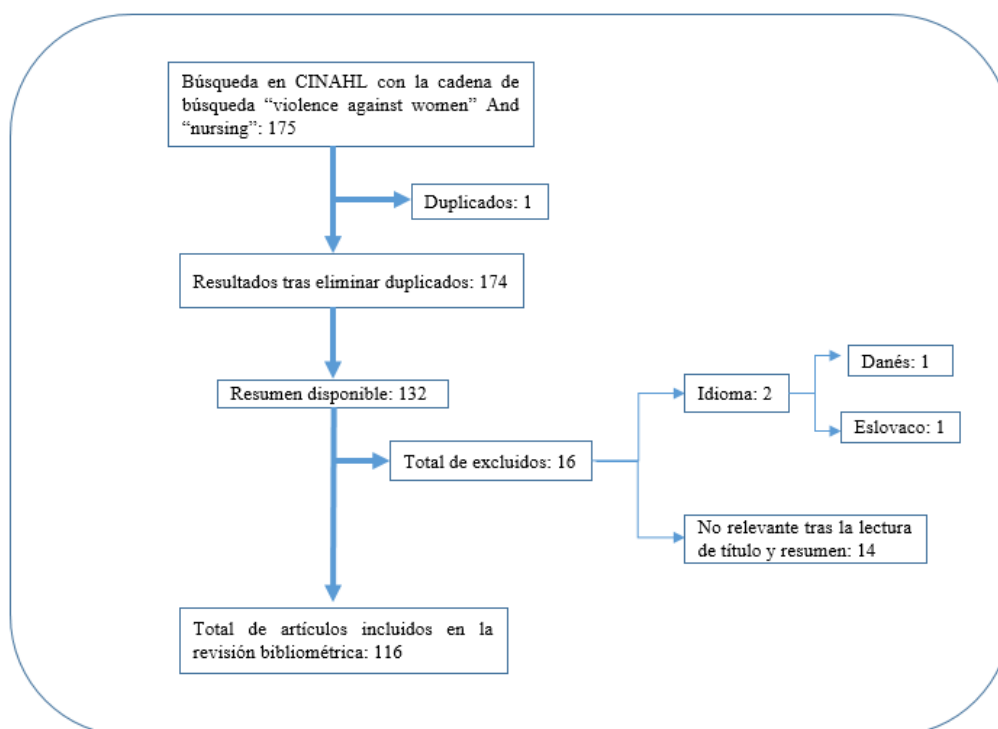 Búsqueda en CINAHL con la cadena de
búsqueda “violence against women” And
“nursing”: 175
Duplicados: 1
Resultados tras eliminar duplicados: 174
Resumen disponible: 132
Total de excluidos: 16
Idioma: 2
Danés: 1
Eslovaco: 1
No relevante tras la lectura
de título y resumen: 14
Total de artículos incluidos en la
revisión bibliométrica: 116